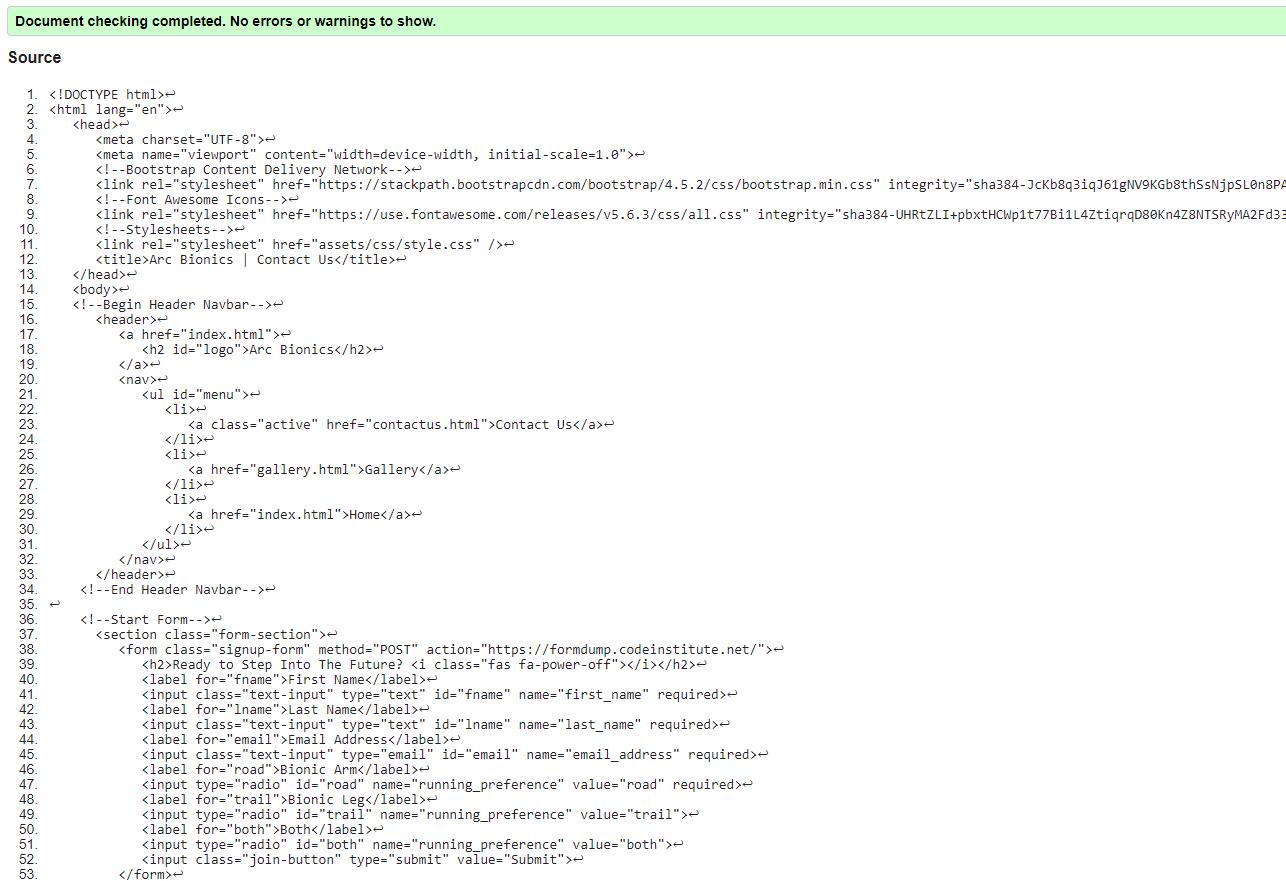 Document checking completed. No errors or warnings to show.
Source
1. <!DOCTYPE html>↩
2. <html lang="en">↩
3. <head>↩
4. <meta charset="UTF-8">↩
5. <meta name="viewport" content="width=device-width, initial-scale=1.0">↩
6. <!--Bootstrap Content Delivery Network-->↩
7. <link rel="stylesheet" href="https://stackpath.bootstrapcdn.com/bootstrap/4.5.2/css/bootstrap.min.css" integrity="sha384-JcKb8q3iqJ61gNV9KGb8thSsNjpSL0n8PA
8. <!--Font Awesome Icons-->↩
9. <link rel="stylesheet" href="https://use.fontawesome.com/releases/v5.6.3/css/all.css" integrity="sha384-UHRtZLI+pbxtHCWp1t77Bi1L4ZtiqrqD80Kn4Z8NTSRyMA2Fd33
10. <!--Stylesheets-->↩
11. <link rel="stylesheet" href="assets/css/style.css" />↩
12. <title>Arc Bionics | Contact Us</title>↩
13. </head>↩
14. <body>↩
15. <!--Begin Header Navbar-->↩
16. <header>↩
17. <a href="index.html">↩
18. <h2 id="logo">Arc Bionics</h2>↩
19. </a>↩
20. <nav>↩
21. <ul id="menu">↩
22. <li>↩
23. <a class="active" href="contactus.html">Contact Us</a>↩
24. </li>↩
25. <li>↩
26. <a href="gallery.html">Gallery</a>↩
27. </li>↩
28. <li>↩
29. <a href="index.html">Home</a>↩
30. </li>↩
31. </ul>↩
32. </nav>↩
33. </header>↩
34. <!--End Header Navbar-->↩
35. ↩
36. <!--Start Form-->↩
37. <section class="form-section">↩
38. <form class="signup-form" method="POST" action="https://formdump.codeinstitute.net/">↩
39. <h2>Ready to Step Into The Future? <i class="fas fa-power-off"></i></h2>↩
40. <label for="fname">First Name</label>↩
41. <input class="text-input" type="text" id="fname" name="first_name" required>↩
42. <label for="lname">Last Name</label>↩
43. <input class="text-input" type="text" id="lname" name="last_name" required>↩
44. <label for="email">Email Address</label>↩
45. <input class="text-input" type="email" id="email" name="email_address" required>↩
46. <label for="road">Bionic Arm</label>↩
47. <input type="radio" id="road" name="running_preference" value="road" required>↩
48. <label for="trail">Bionic Leg</label>↩
49. <input type="radio" id="trail" name="running_preference" value="trail">↩
50. <label for="both">Both</label>↩
51. <input type="radio" id="both" name="running_preference" value="both">↩
52. <input class="join-button" type="submit" value="Submit">↩
53. </form>↩